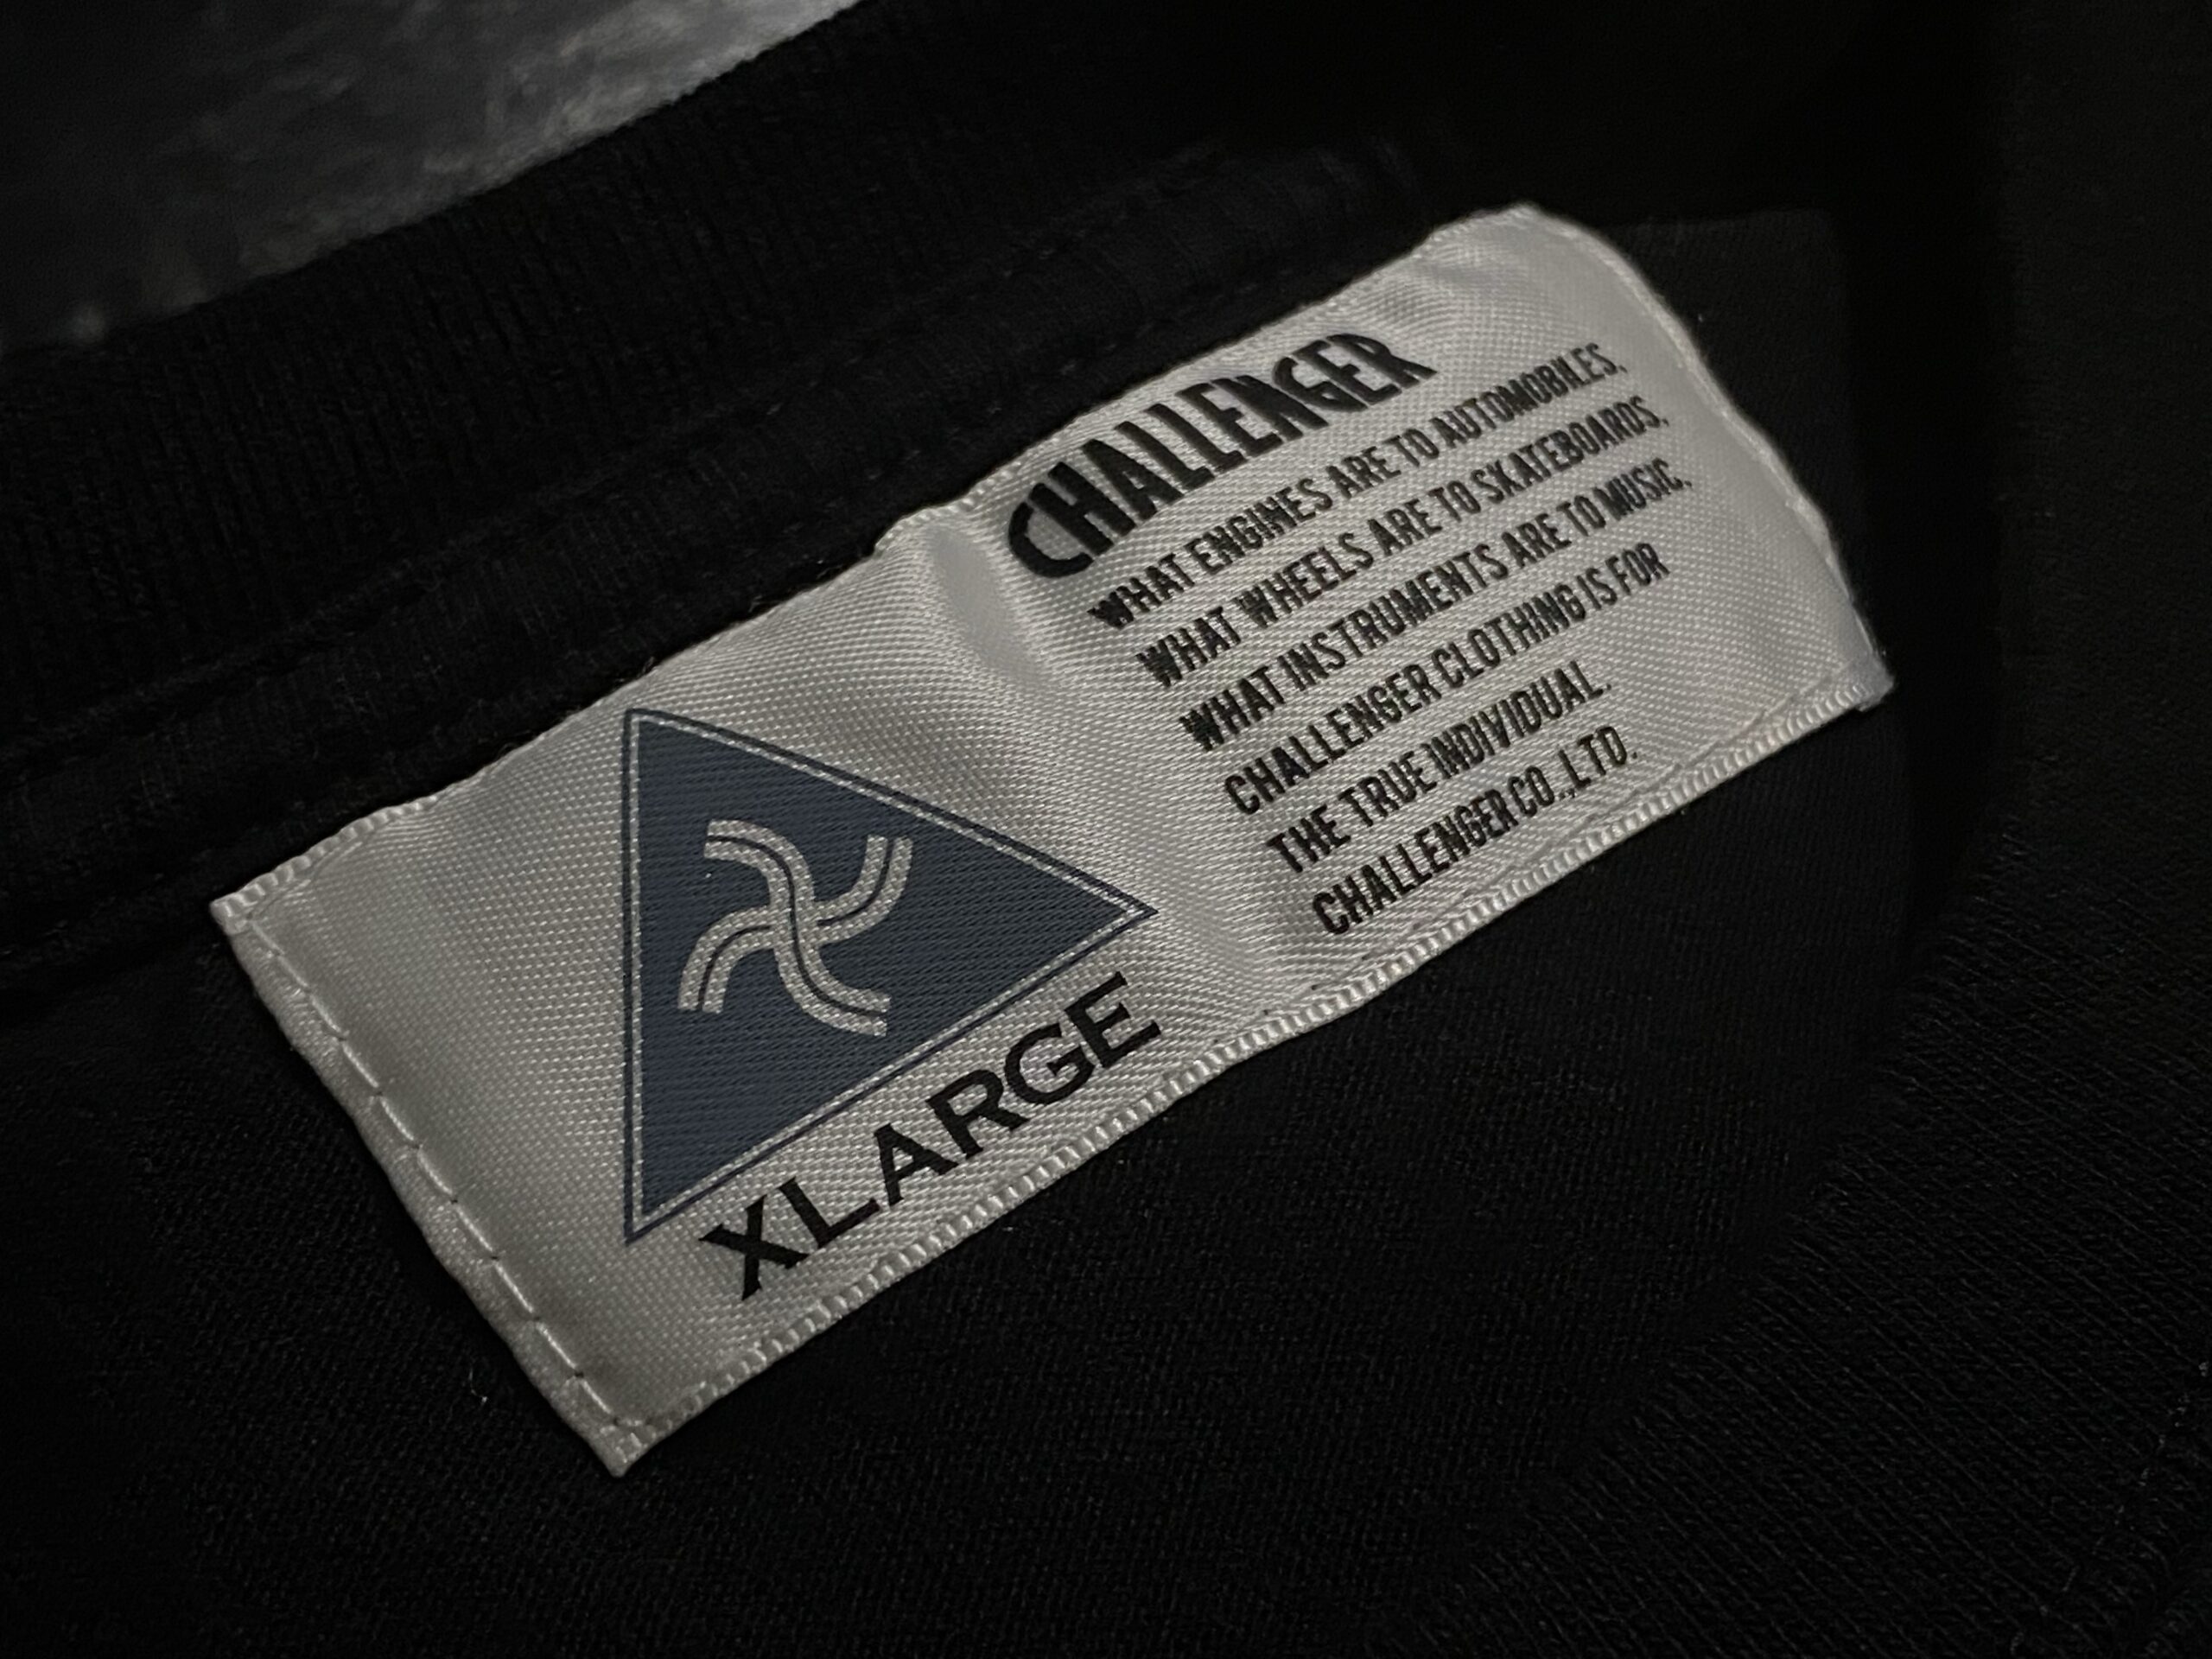 CHALLENGER
WHAT ENGINES ARE TO AUTOMOBILES,
WHAT WHEELS ARE TO SKATEBOARDS,
WHAT INSTRUMENTS ARE TO MUSIC,
CHALLENGER CLOTHING IS FOR
THE TRUE INDIVIDUAL.
CHALLENGER CO.,LTD.
XLARGE